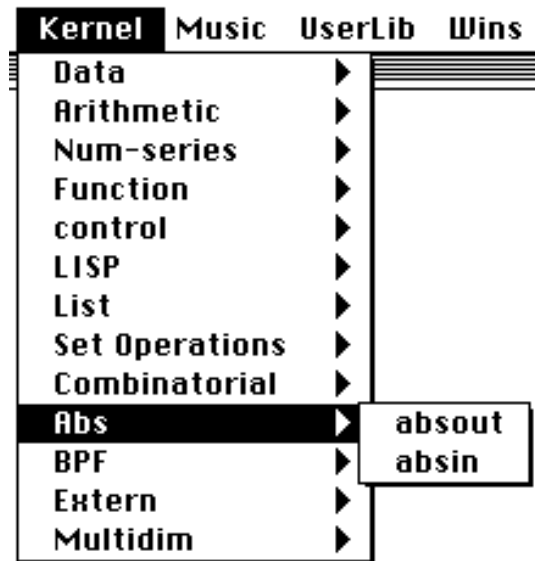 Kernel Music UserLib Wins
Data
Arithmetic
Num-series
Function
control
LISP
List
Set Operations
Combinatorial
Abs absout
BPF absin
Extern
Multidim